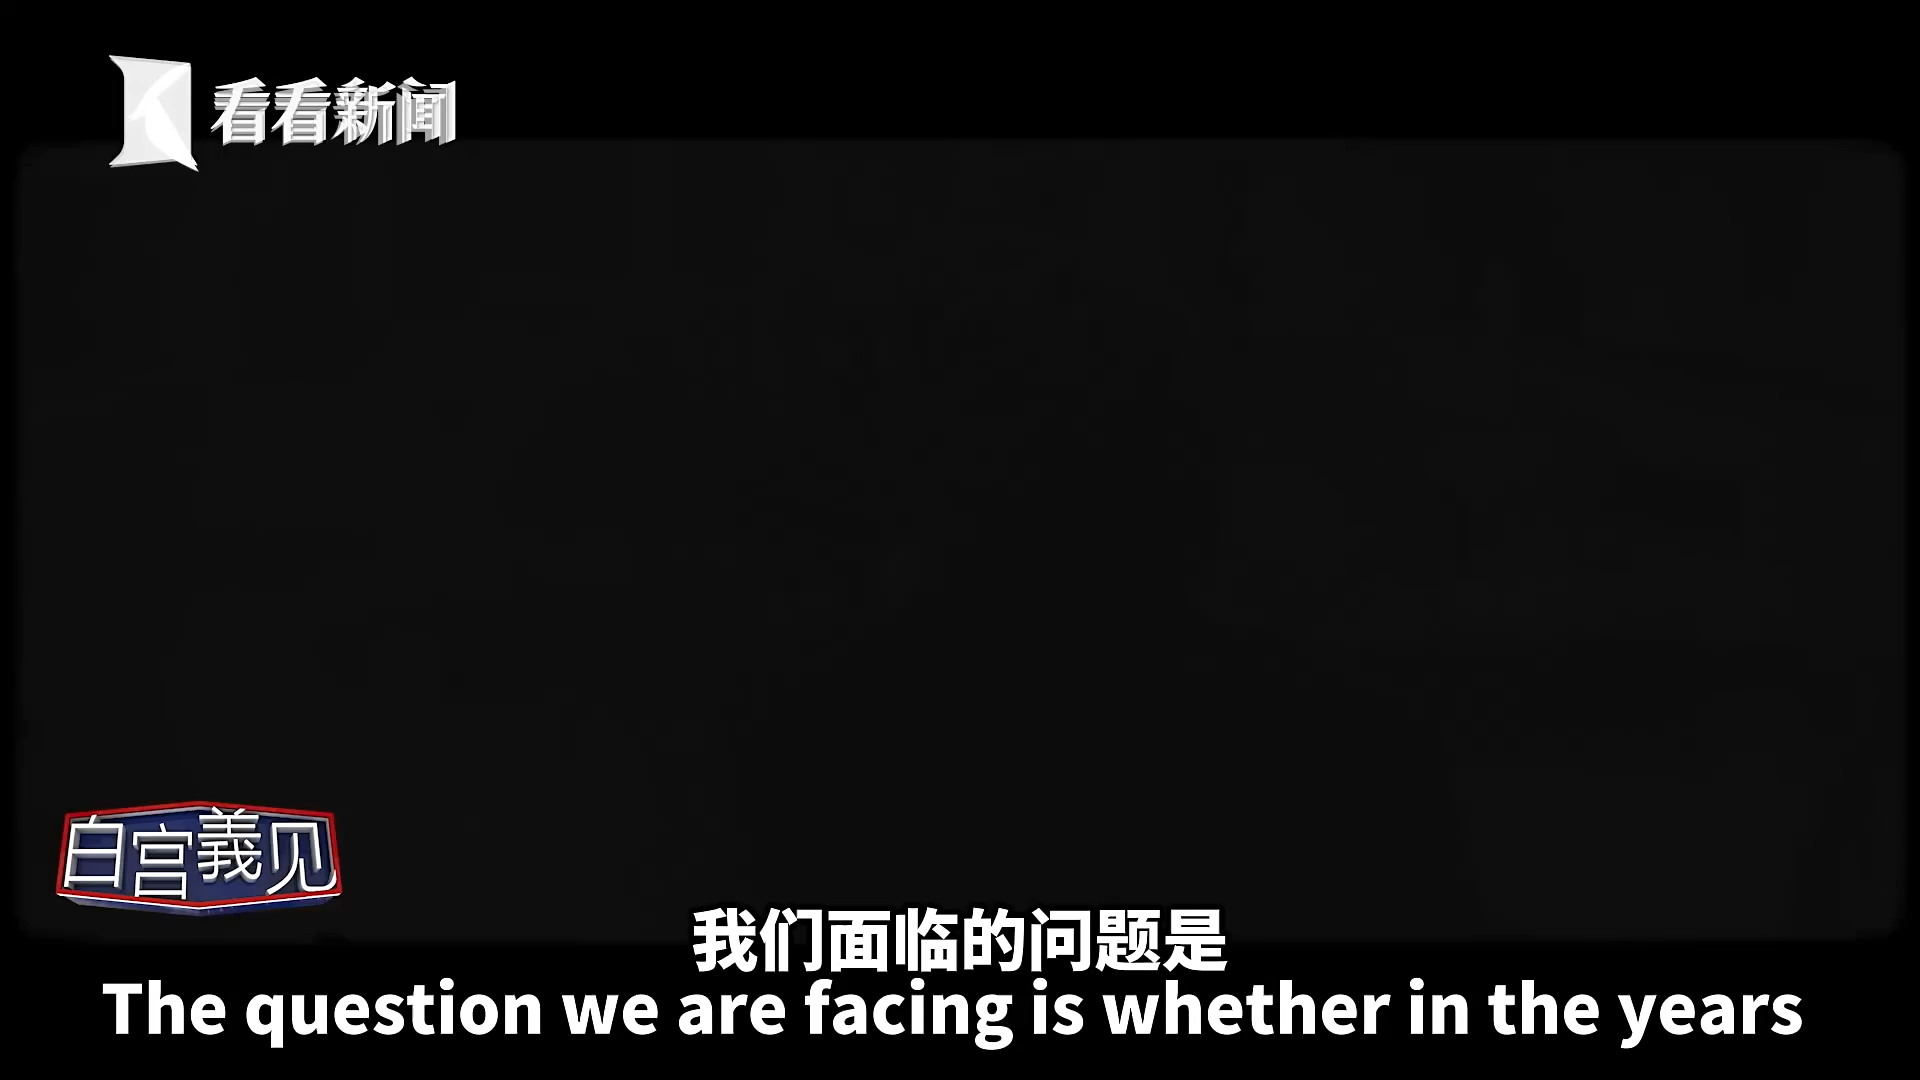 看看新闻
白宫義见
我们面临的问题是
The question we are facing is whether in the years